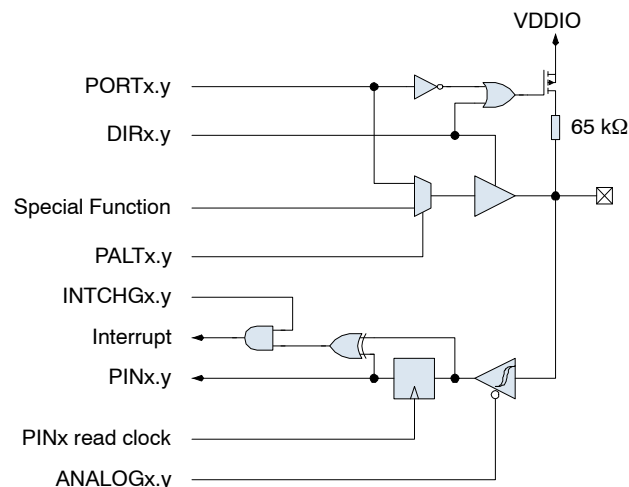 VDDIO
PORTx.y
DIRx.y
65 kΩ
Special Function
PALTx.y
INTCHGx.y
Interrupt
PINx.y
PINx read clock
ANALOGx.y